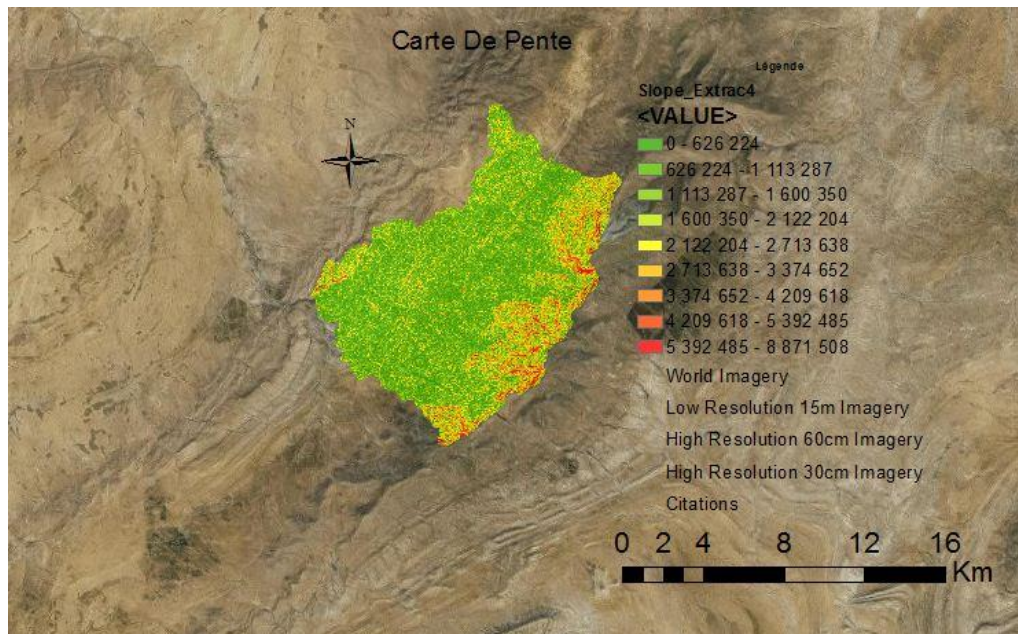 Carte De Pente
Légende
N
Slope_Extrac4
<VALUE>
0 - 626 224
626 224 - 1 113 287
1 113 287 - 1 600 350
1 600 350 - 2 122 204
2 122 204 - 2 713 638
2 713 638 - 3 374 652
3 374 652 - 4 209 618
4 209 618 - 5 392 485
5 392 485 - 8 871 508
World Imagery
Low Resolution 15m Imagery
High Resolution 60cm Imagery
High Resolution 30cm Imagery
Citations
0 2 4 8 12 16
Km